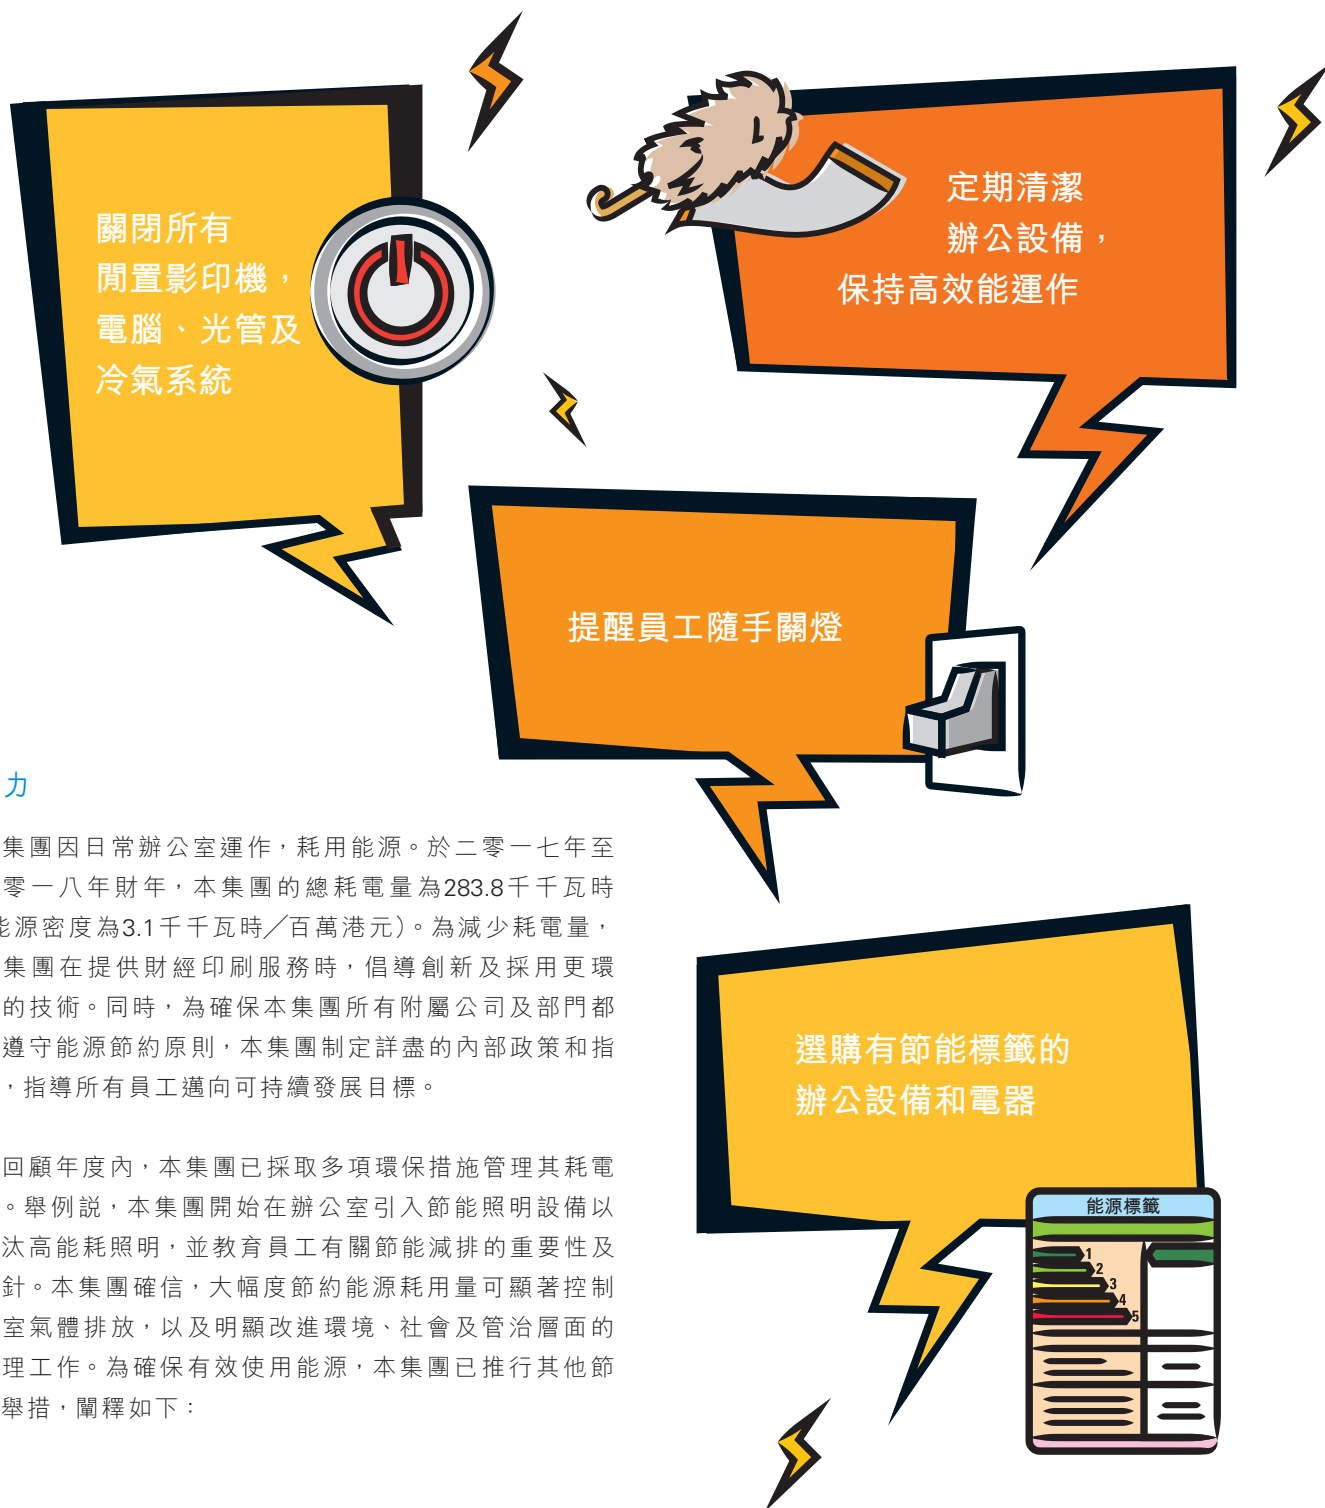 關閉所有
閒置影印機，
電腦、光管及
冷氣系統
定期清潔
辦公設備，
保持高效能運作
提醒員工隨手關燈
力
集團因日常辦公室運作，耗用能源。於二零一七年至
零一八年財年，本集團的總耗電量為283.8千千瓦時
能源密度為3.1千千瓦時／百萬港元）。為減少耗電量，
集團在提供財經印刷服務時，倡導創新及採用更環
的技術。同時，為確保本集團所有附屬公司及部門都
遵守能源節約原則，本集團制定詳盡的內部政策和指
，指導所有員工邁向可持續發展目標。
回顧年度內，本集團已採取多項環保措施管理其耗電
。舉例説，本集團開始在辦公室引入節能照明設備以
汰高能耗照明，並教育員工有關節能減排的重要性及
針。本集團確信，大幅度節約能源耗用量可顯著控制
室氣體排放，以及明顯改進環境、社會及管治層面的
理工作。為確保有效使用能源，本集團已推行其他節
舉措，闡釋如下：
選購有節能標籤的
辦公設備和電器
能源標籤
1
2
3
4
5